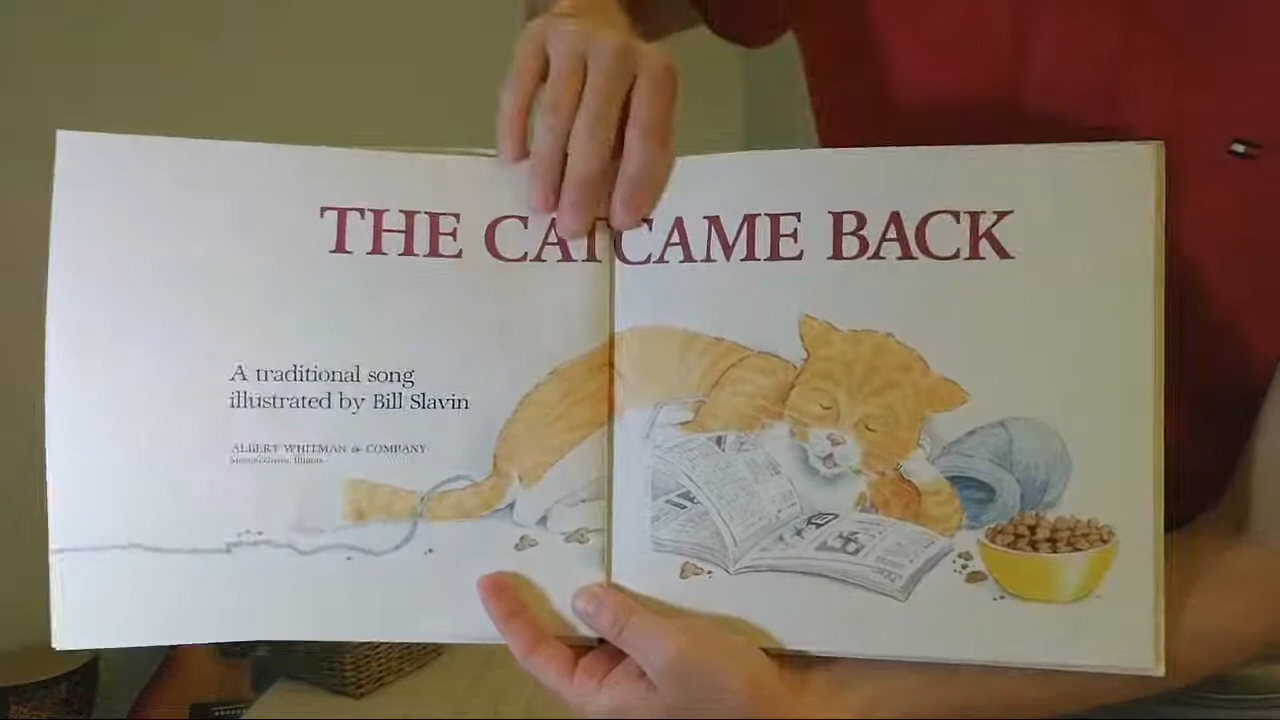 THE CAT CAME BACK
A traditional song
illustrated by Bill Slavin
ALBERT WHITMAN & COMPANY